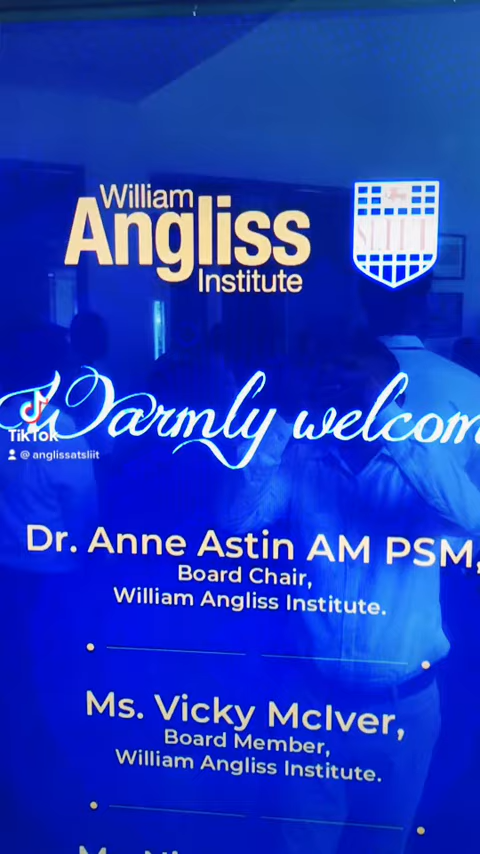 William
Angliss
Institute
SLIIT
Warmly welcom
TikTok
@anglissatsliit
Dr. Anne Astin AM PSM,
Board Chair,
William Angliss Institute.
Ms. Vicky McIver,
Board Member,
William Angliss Institute.